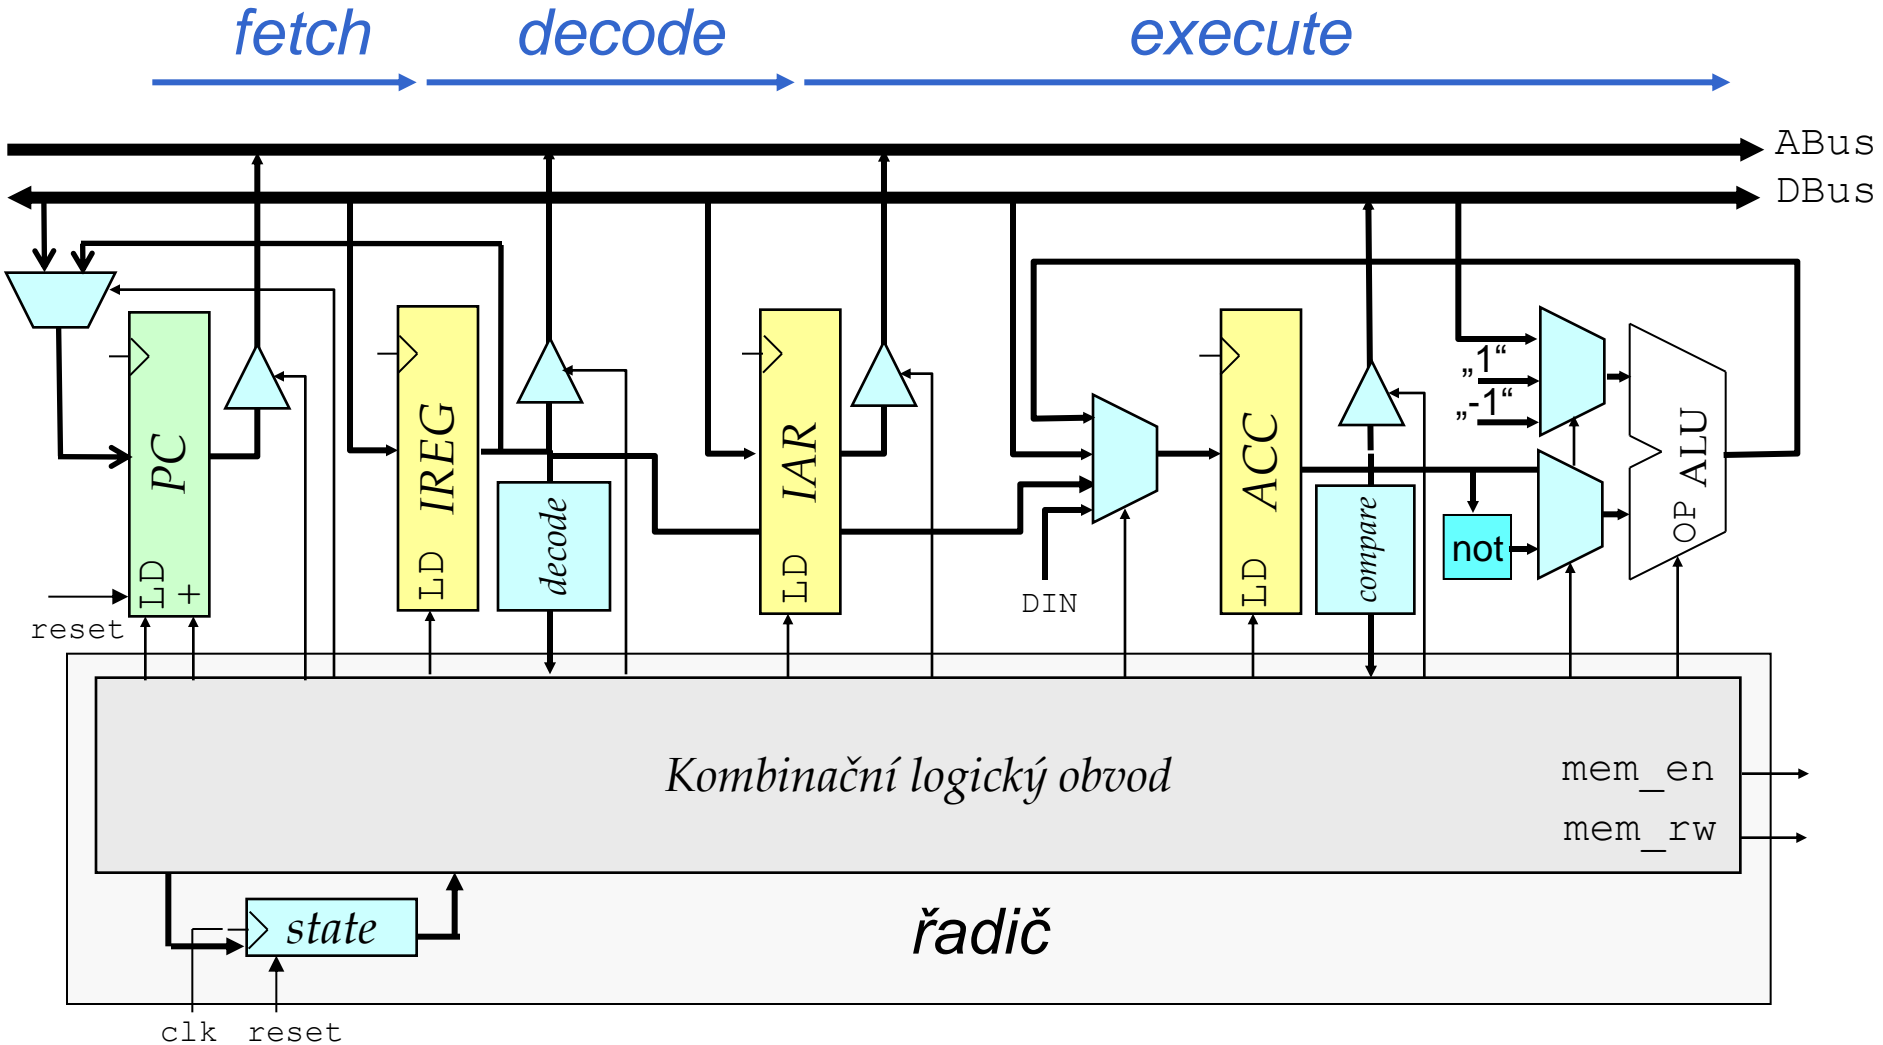 fetch decode execute
ABus
DBus
„1“
„-1“
PC
LD
+
reset
IREG
LD
decode
IAR
LD
DIN
ACC
LD
compare
not
ALU
OP
Kombinační logický obvod
mem_en
mem_rw
state
řadič
clk reset